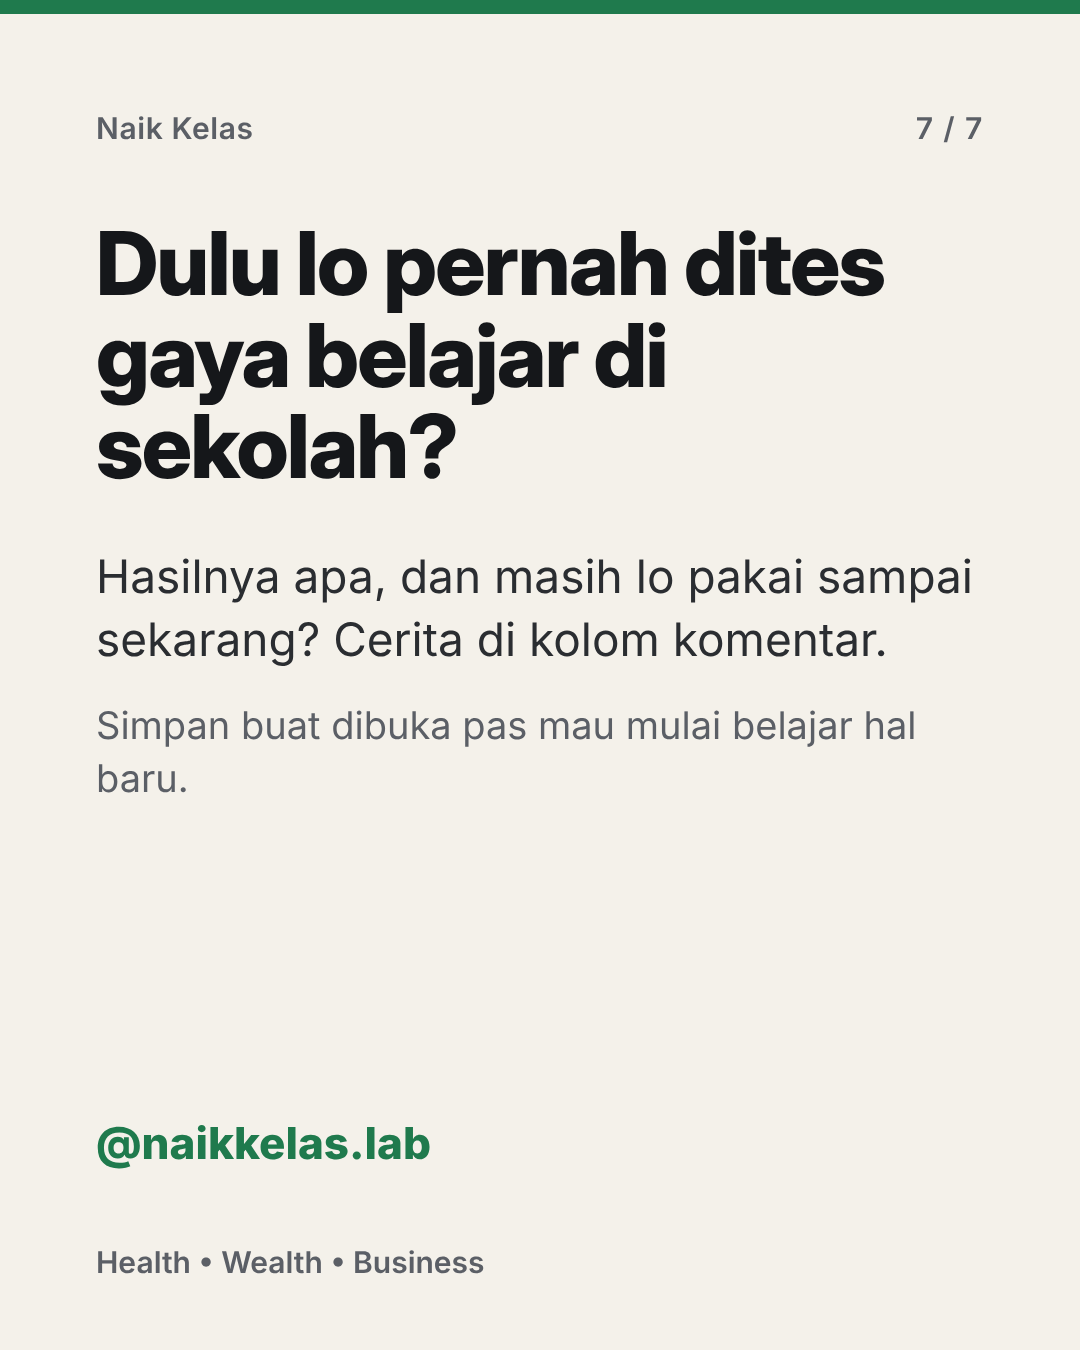 Naik Kelas
7 / 7
Dulu lo pernah dites
gaya belajar di
sekolah?
Hasilnya apa, dan masih lo pakai sampai
sekarang? Cerita di kolom komentar.
Simpan buat dibuka pas mau mulai belajar hal
baru.
@naikkelas.lab
Health • Wealth • Business